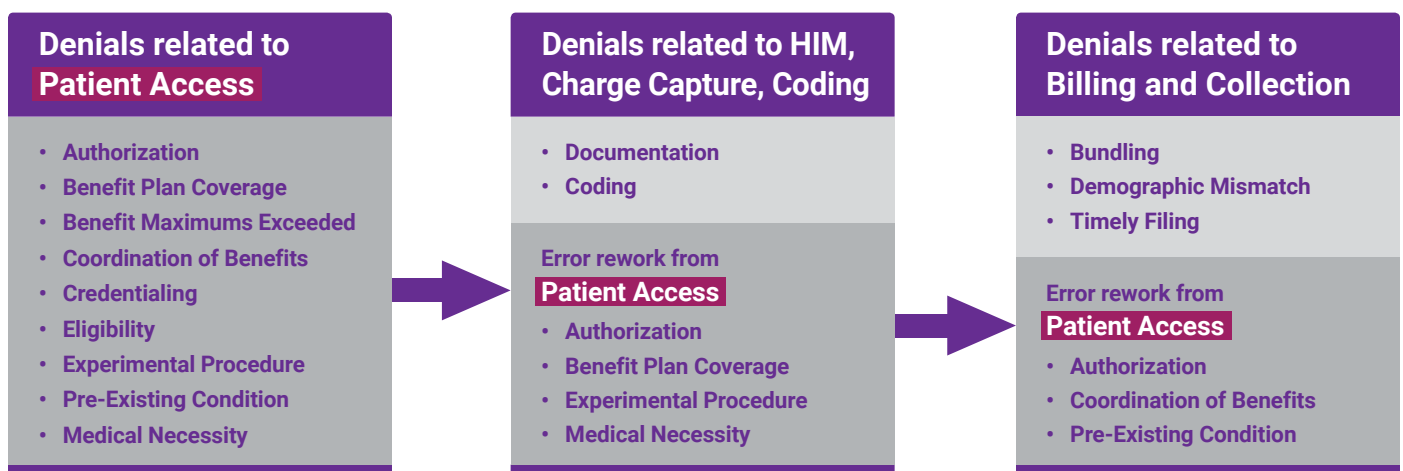 Denials related to
Patient Access
• Authorization
• Benefit Plan Coverage
• Benefit Maximums Exceeded
• Coordination of Benefits
• Credentialing
• Eligibility
• Experimental Procedure
• Pre-Existing Condition
• Medical Necessity
Denials related to HIM,
Charge Capture, Coding
• Documentation
• Coding
Error rework from
Patient Access
• Authorization
• Benefit Plan Coverage
• Experimental Procedure
• Medical Necessity
Denials related to
Billing and Collection
• Bundling
• Demographic Mismatch
• Timely Filing
Error rework from
Patient Access
• Authorization
• Coordination of Benefits
• Pre-Existing Condition